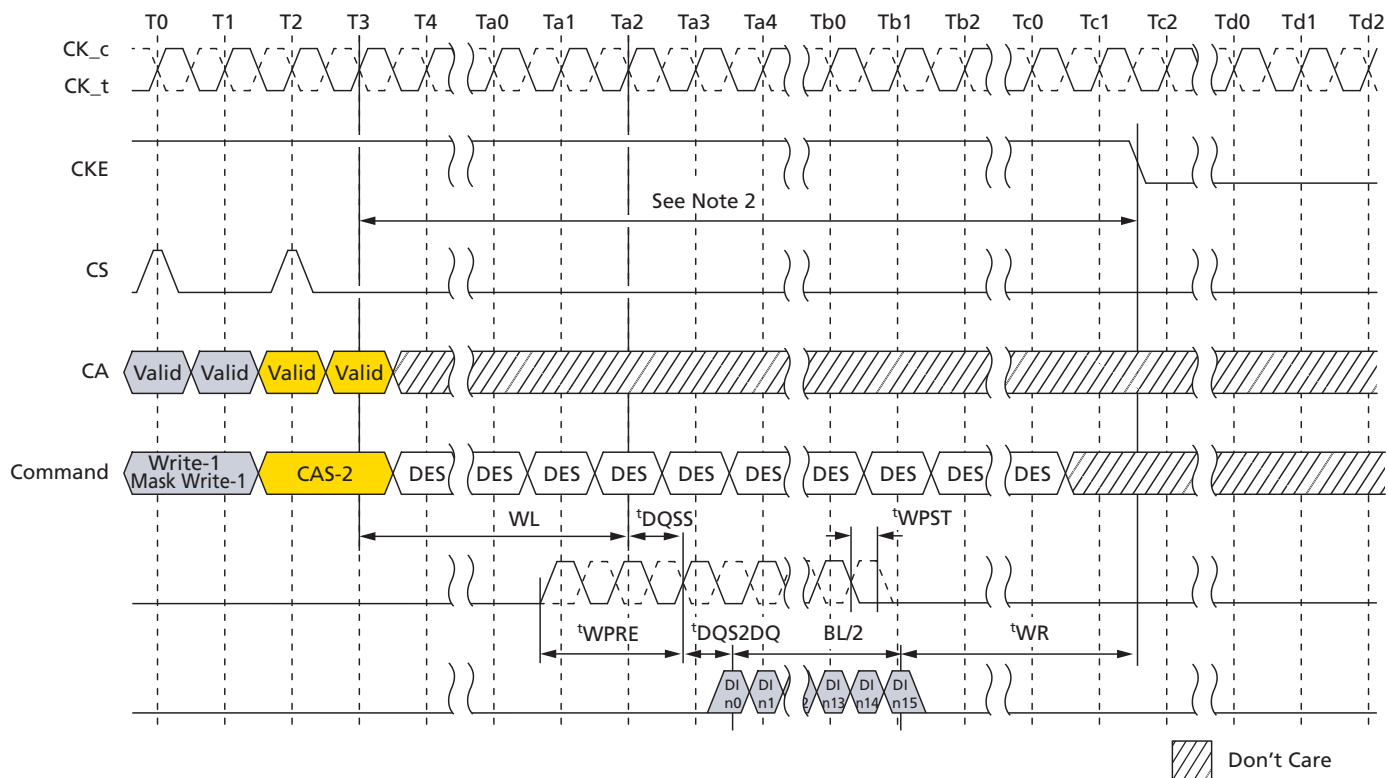 T0 T1 T2 T3 T4 Ta0 Ta1 Ta2 Ta3 Ta4 Tb0 Tb1 Tb2 Tc0 Tc1 Tc2 Td0 Td1 Td2
CK_c
CK_t
CKE
See Note 2
CS
CA Valid Valid Valid Valid
Write-1
Mask Write-1
Command CAS-2 DES DES DES DES DES DES DES DES DES DES
WL tDQSS tWPST
tWPRE tDQS2DQ BL/2 tWR
DI DI DI DI DI
n0 n1 2 n13 n14 n15
Don't Care